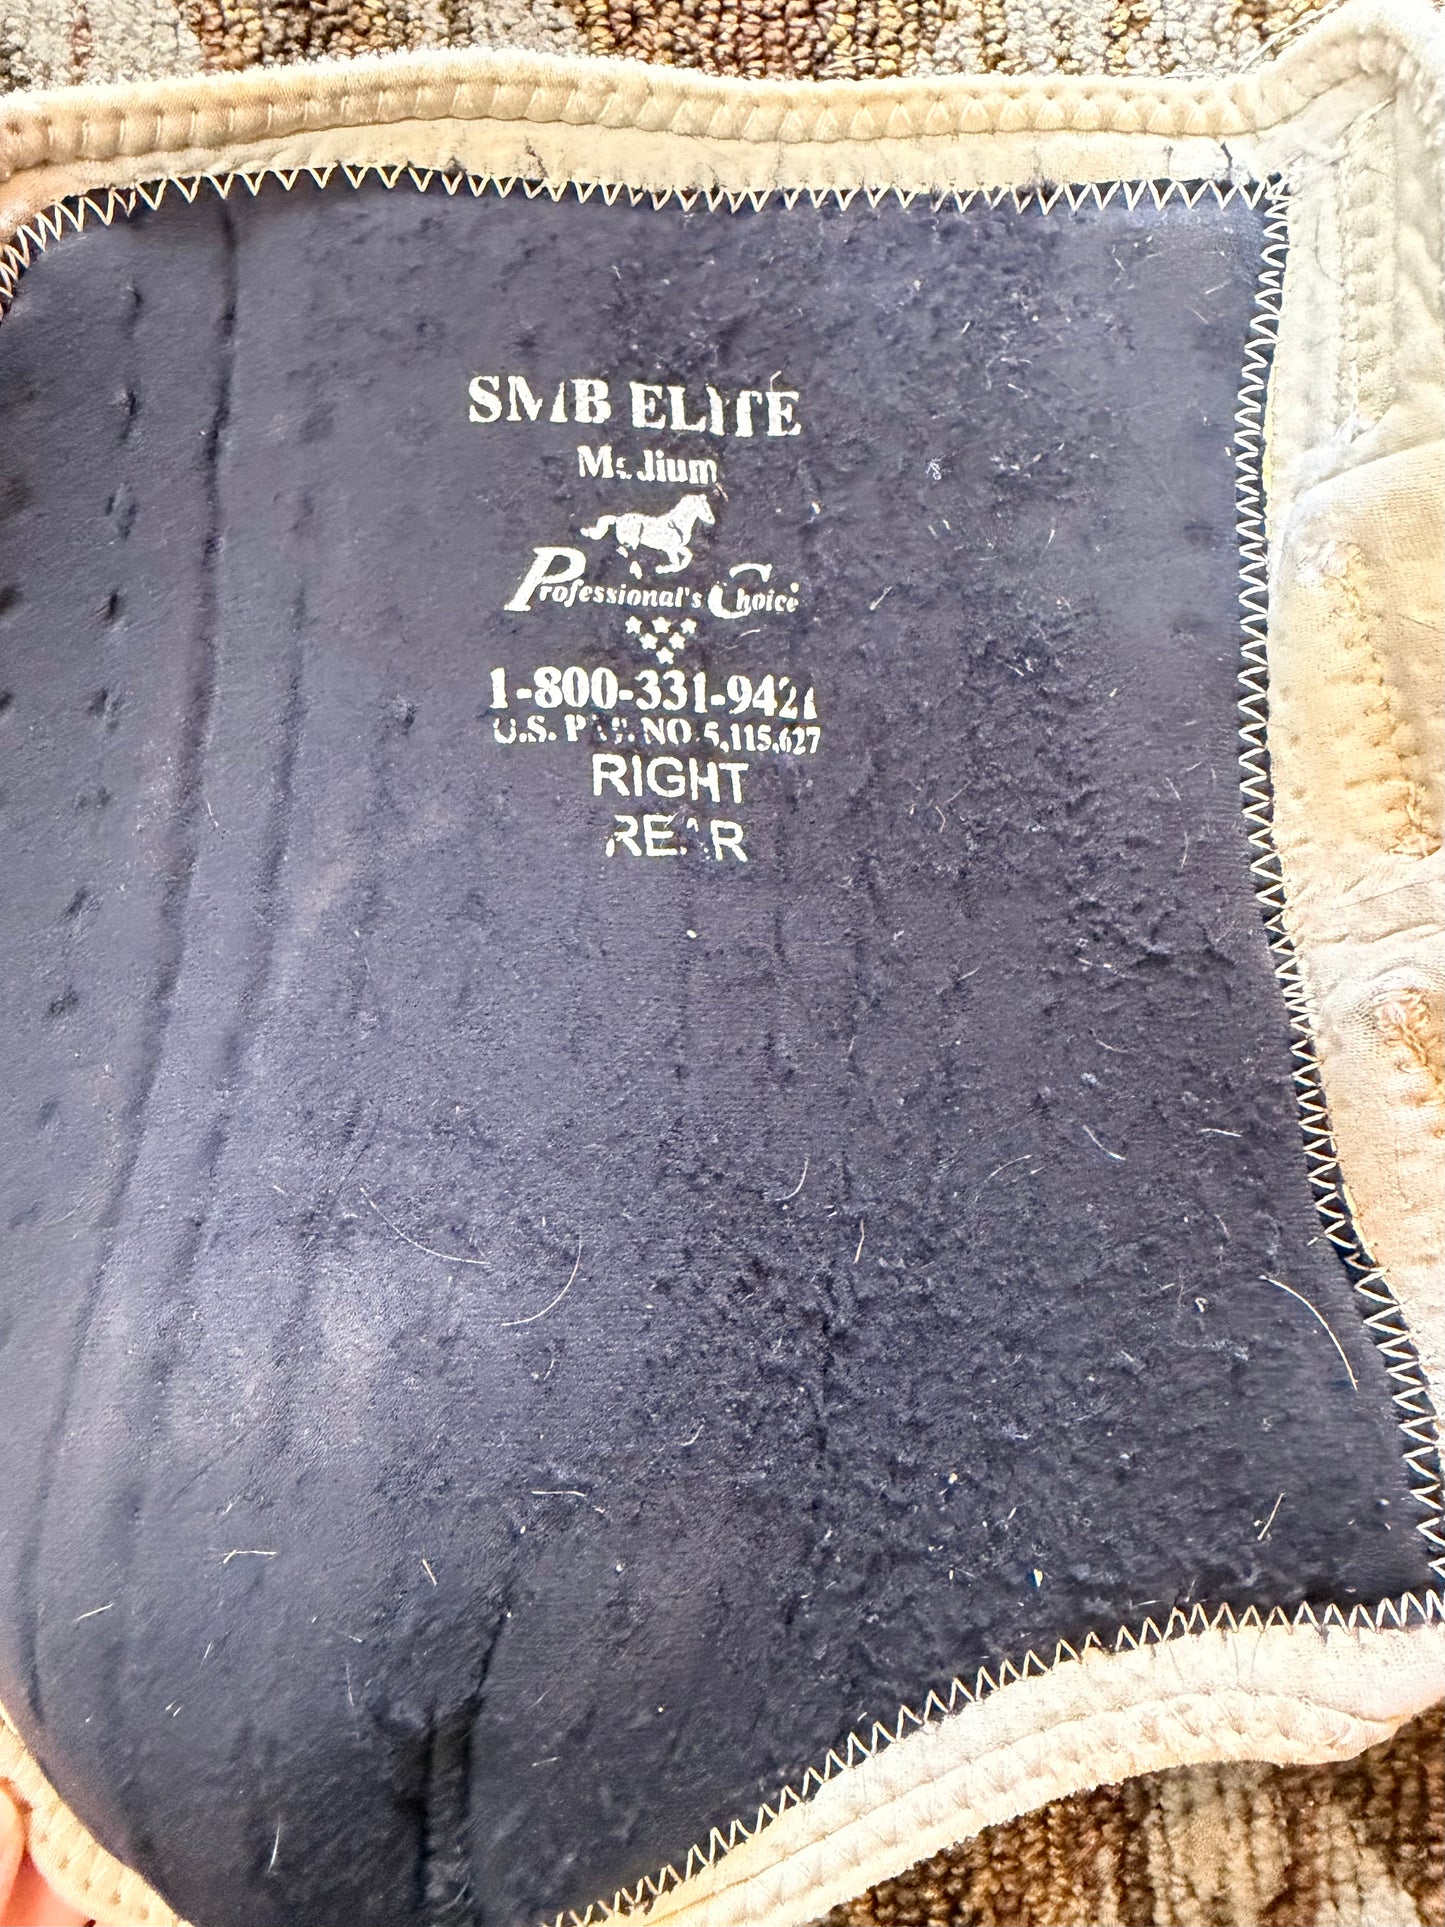 SMB ELITE
Medium
Professional's Choice
1-800-331-9421
U.S. PAT. NO. 5,115,627
RIGHT
REAR